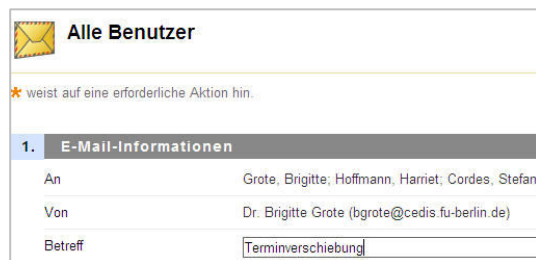 Alle Benutzer
* weist auf eine erforderliche Aktion hin.
1. E-Mail-Informationen
An Grote, Brigitte; Hoffmann, Harriet; Cordes, Stefan
Von Dr. Brigitte Grote (bgrote@cedis.fu-berlin.de)
Betreff Terminverschiebung